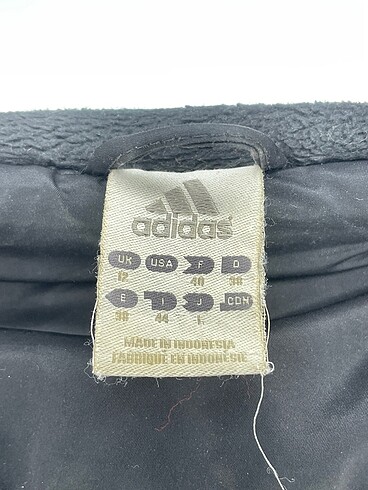 adidas
UK USA F D
12 40 38
E I J CDN
38 44 L
MADE IN INDONESIA
FABRIQUÉ EN INDONÉSIE